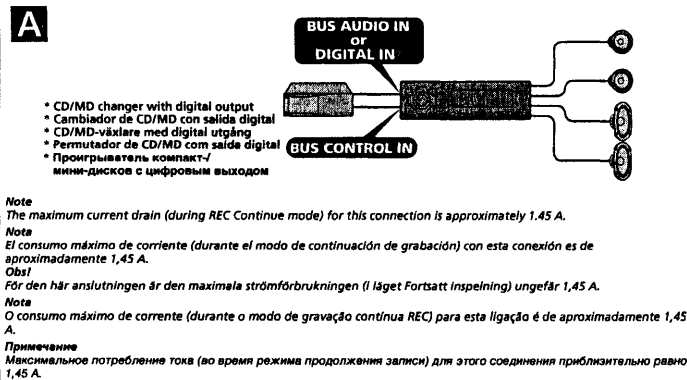 A
BUS AUDIO IN
or
DIGITAL IN
* CD/MD changer with digital output
* Cambiador de CD/MD con salida digital
* CD/MD-växlare med digital utgång
* Permutador de CD/MD com saída digital
* Проигрыватель компакт-/
мини-дисков с цифровым выходом
BUS CONTROL IN
Note
The maximum current drain (during REC Continue mode) for this connection is approximately 1.45 A.
Nota
El consumo máximo de corriente (durante el modo de continuación de grabación) con esta conexión es de
aproximadamente 1,45 A.
Obs!
För den här anslutningen är den maximala strömförbrukningen (i läget Fortsatt inspelning) ungefär 1,45 A.
Nota
O consumo máximo de corrente (durante o modo de gravação contínua REC) para esta ligação é de aproximadamente 1,45
A.
Примечание
Максимальное потребление тока (во время режима продолжения записи) для этого соединения приблизительно равно
1,45 А.